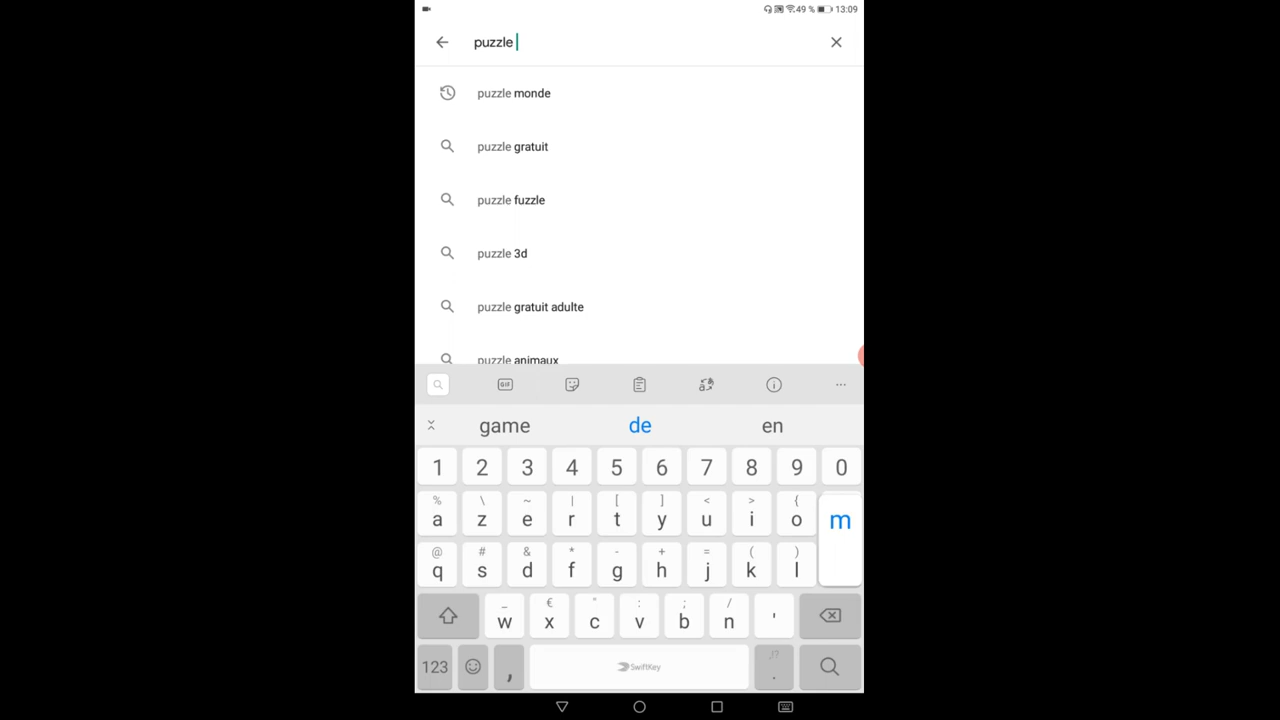 49 % 13:09
puzzle
puzzle monde
puzzle gratuit
puzzle fuzzle
puzzle 3d
puzzle gratuit adulte
puzzle animaux
GIF
game de en
1 2 3 4 5 6 7 8 9 0
% \ ~ | [ ] < > {
a z e r t y u i o m
@ # & * - + = ( )
q s d f g h j k l
_ € ° : ; /
w x c v b n '
123 , SwiftKey ,!? .